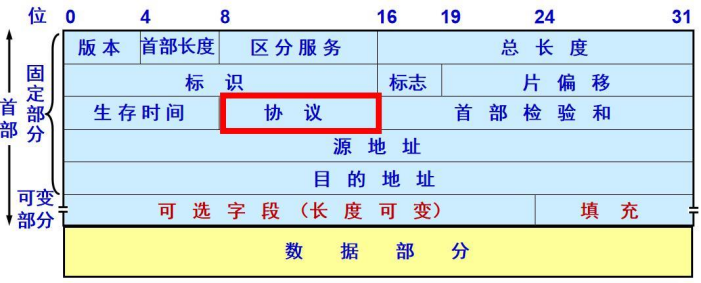 位 0 4 8 16 19 24 31
版本 首部长度 区分服务 总长度
标识 标志 片偏移
生存时间 协议 首部检验和
源地址
目的地址
可选字段（长度可变） 填充
数据部分
首部
固定部分
可变部分